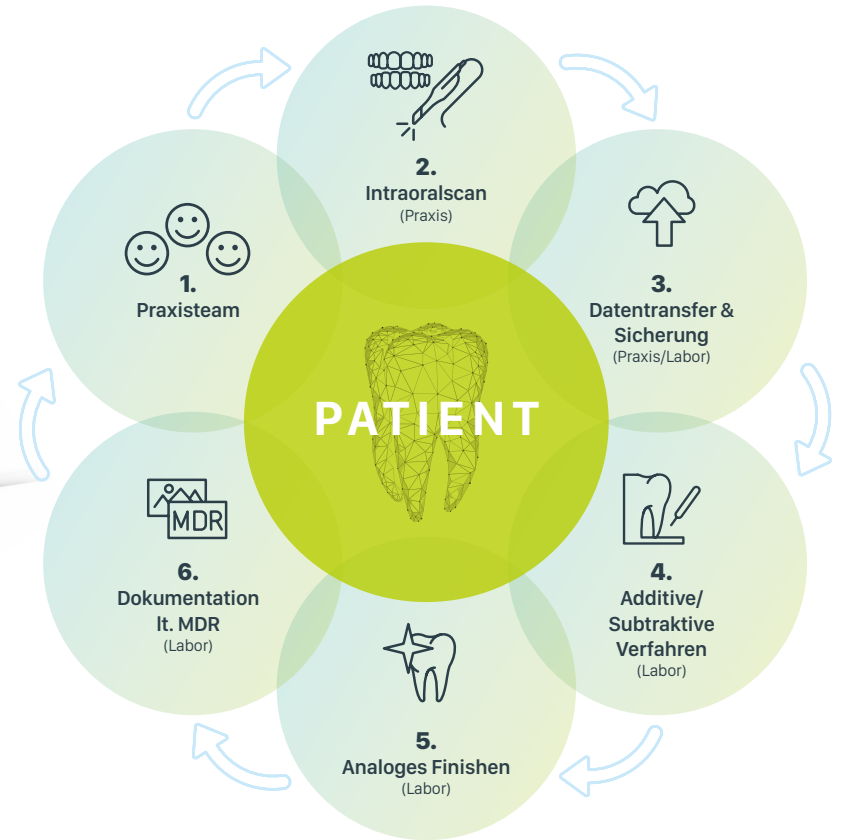 1.
Praxisteam
2.
Intraoralscan
(Praxis)
3.
Datentransfer &
Sicherung
(Praxis/Labor)
4.
Additive/
Subtraktive
Verfahren
(Labor)
5.
Analoges Finishen
(Labor)
MDR
6.
Dokumentation
lt. MDR
(Labor)
PATIENT